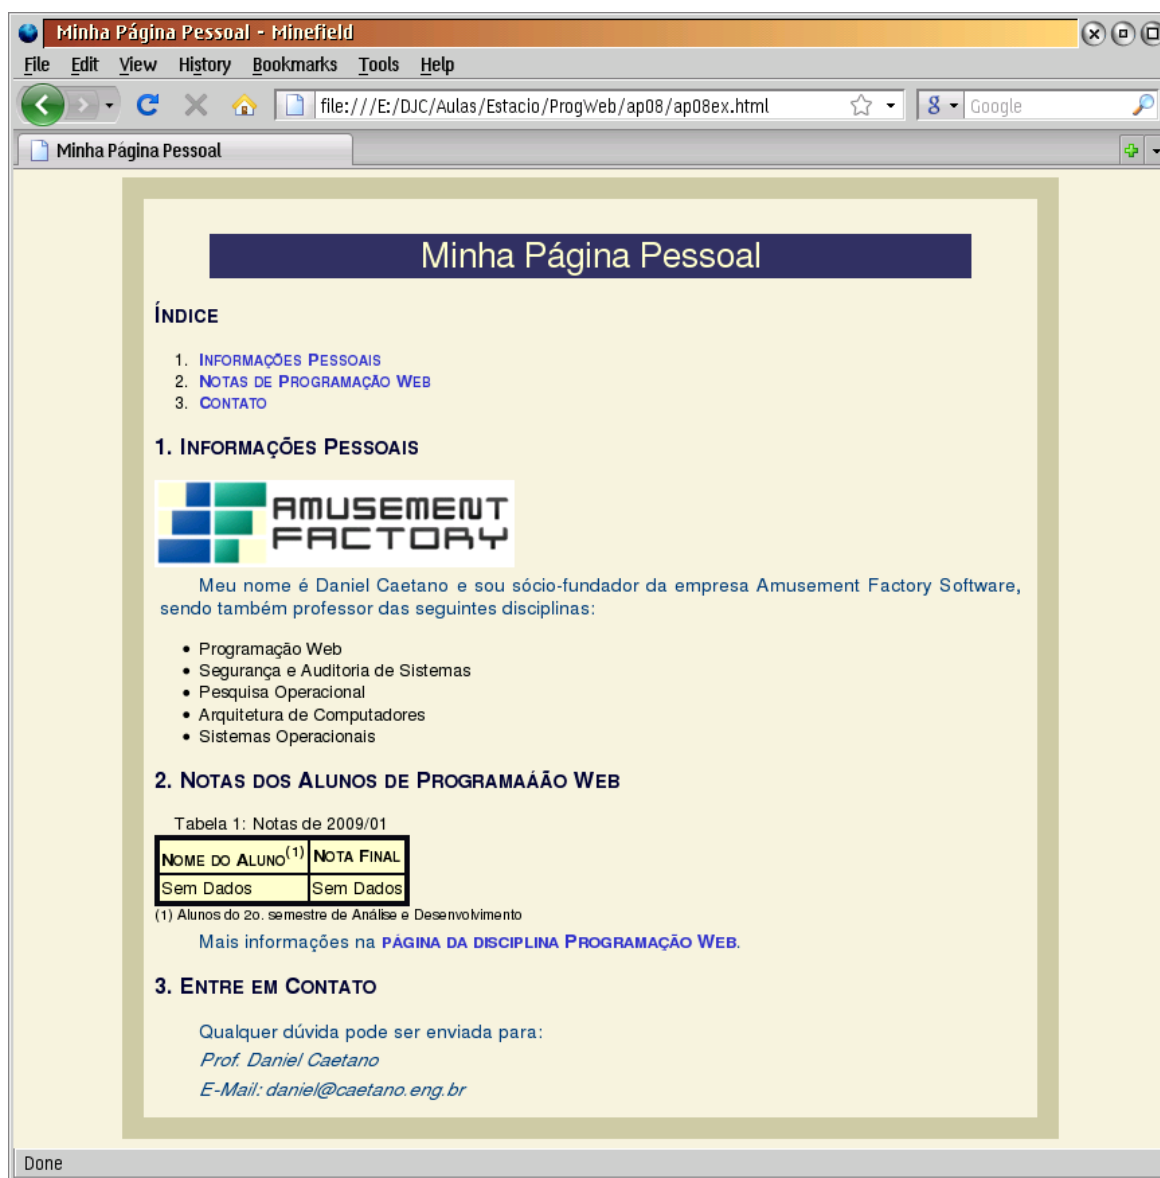 Minha Página Pessoal - Minefield
File Edit View History Bookmarks Tools Help
file:///E:/DJC/Aulas/Estacio/ProgWeb/ap08/ap08ex.html 8 Google
Minha Página Pessoal
Minha Página Pessoal
ÍNDICE
1. INFORMAÇÕES PESSOAIS
2. NOTAS DE PROGRAMAÇÃO WEB
3. CONTATO
1. INFORMAÇÕES PESSOAIS
AMUSEMENT
FACTORY
Meu nome é Daniel Caetano e sou sócio-fundador da empresa Amusement Factory Software,
sendo também professor das seguintes disciplinas:
• Programação Web
• Segurança e Auditoria de Sistemas
• Pesquisa Operacional
• Arquitetura de Computadores
• Sistemas Operacionais
2. NOTAS DOS ALUNOS DE PROGRAMAÁÃO WEB
Tabela 1: Notas de 2009/01
NOME DO ALUNO(1) NOTA FINAL
Sem Dados Sem Dados
(1) Alunos do 2o. semestre de Análise e Desenvolvimento
Mais informações na PÁGINA DA DISCIPLINA PROGRAMAÇÃO WEB.
3. ENTRE EM CONTATO
Qualquer dúvida pode ser enviada para:
Prof. Daniel Caetano
E-Mail: daniel@caetano.eng.br
Done